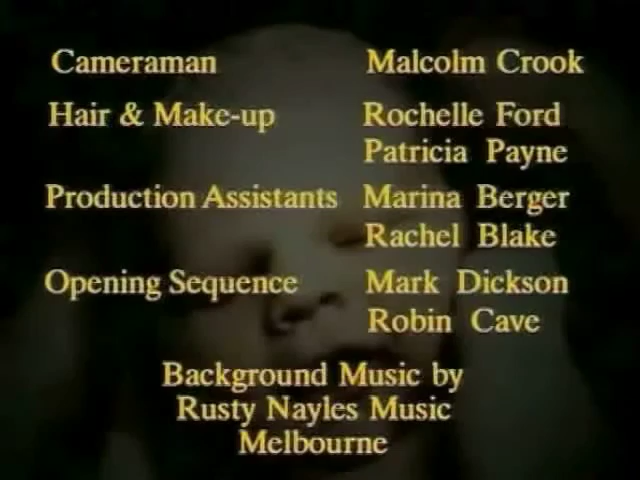 Cameraman Malcolm Crook
Hair & Make-up Rochelle Ford
Patricia Payne
Production Assistants Marina Berger
Rachel Blake
Opening Sequence Mark Dickson
Robin Cave
Background Music by
Rusty Nayles Music
Melbourne